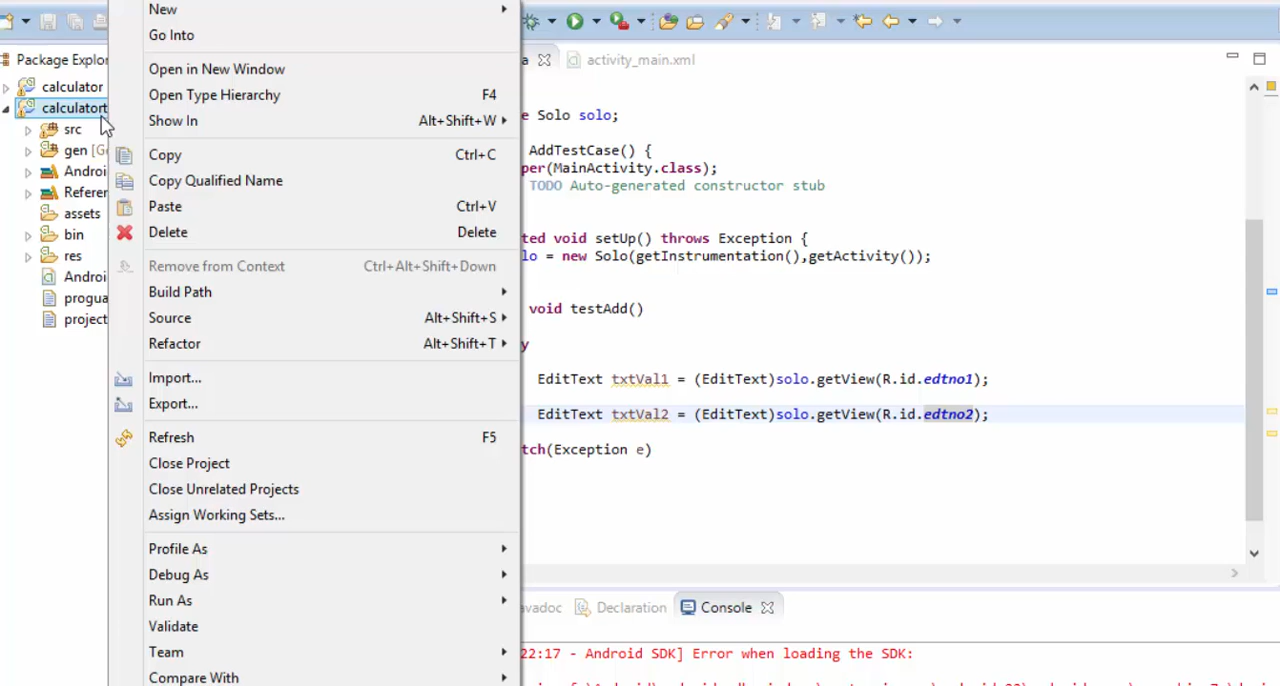 Package Explor
calculator
calculatort
src
gen [Ge
Androi
Referer
assets
bin
res
Androi
progua
project
New
Go Into
Open in New Window
Open Type Hierarchy F4
Show In Alt+Shift+W
Copy Ctrl+C
Copy Qualified Name
Paste Ctrl+V
Delete Delete
Remove from Context Ctrl+Alt+Shift+Down
Build Path
Source Alt+Shift+S
Refactor Alt+Shift+T
Import...
Export...
Refresh F5
Close Project
Close Unrelated Projects
Assign Working Sets...
Profile As
Debug As
Run As
Validate
Team
Compare With
a activity_main.xml
e Solo solo;
AddTestCase() {
per(MainActivity.class);
TODO Auto-generated constructor stub
ted void setUp() throws Exception {
lo = new Solo(getInstrumentation(),getActivity());
void testAdd()
y
EditText txtVal1 = (EditText)solo.getView(R.id.edtno1);
EditText txtVal2 = (EditText)solo.getView(R.id.edtno2);
tch(Exception e)
avadoc Declaration Console
22:17 - Android SDK] Error when loading the SDK: